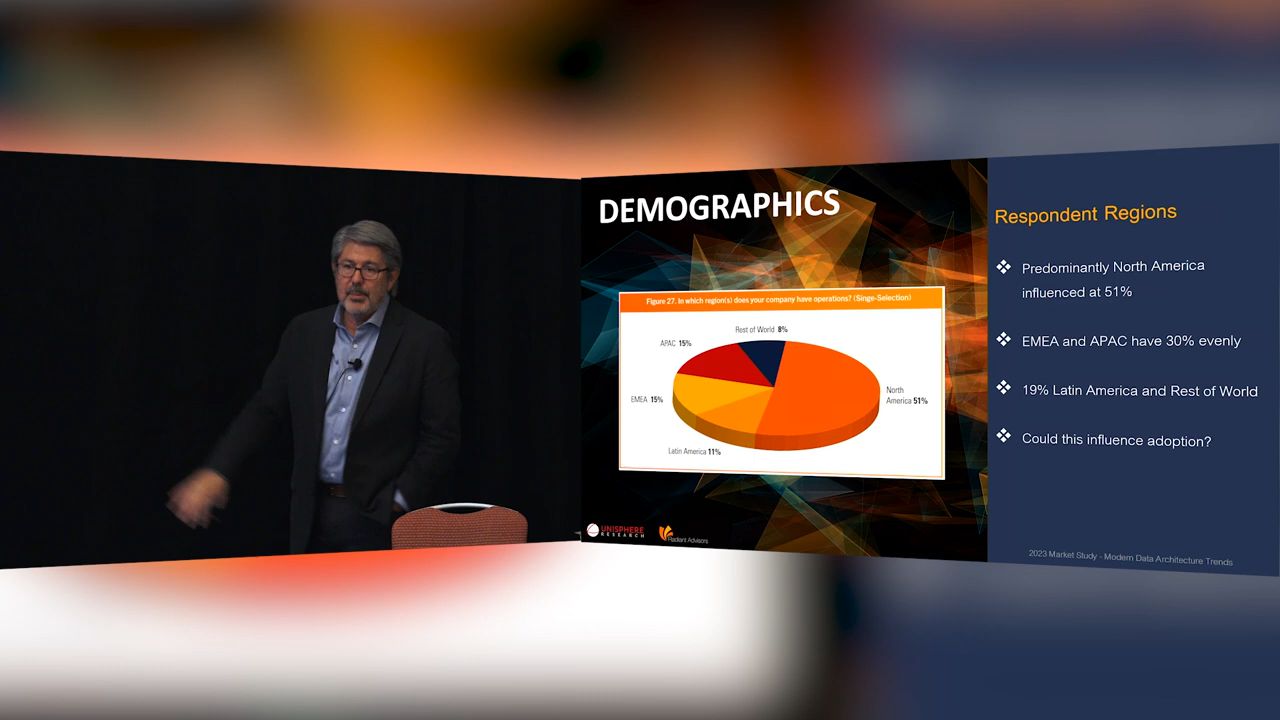 DEMOGRAPHICS
Figure 27. In which region(s) does your company have operations? (Singe-Selection)
Rest of World 8%
APAC 15%
EMEA 15%
North
America 51%
Latin America 11%
UNISPHERE
RESEARCH
Radiant Advisors
Respondent Regions
❖ Predominantly North America
influenced at 51%
❖ EMEA and APAC have 30% evenly
❖ 19% Latin America and Rest of World
❖ Could this influence adoption?
2023 Market Study - Modern Data Architecture Trends